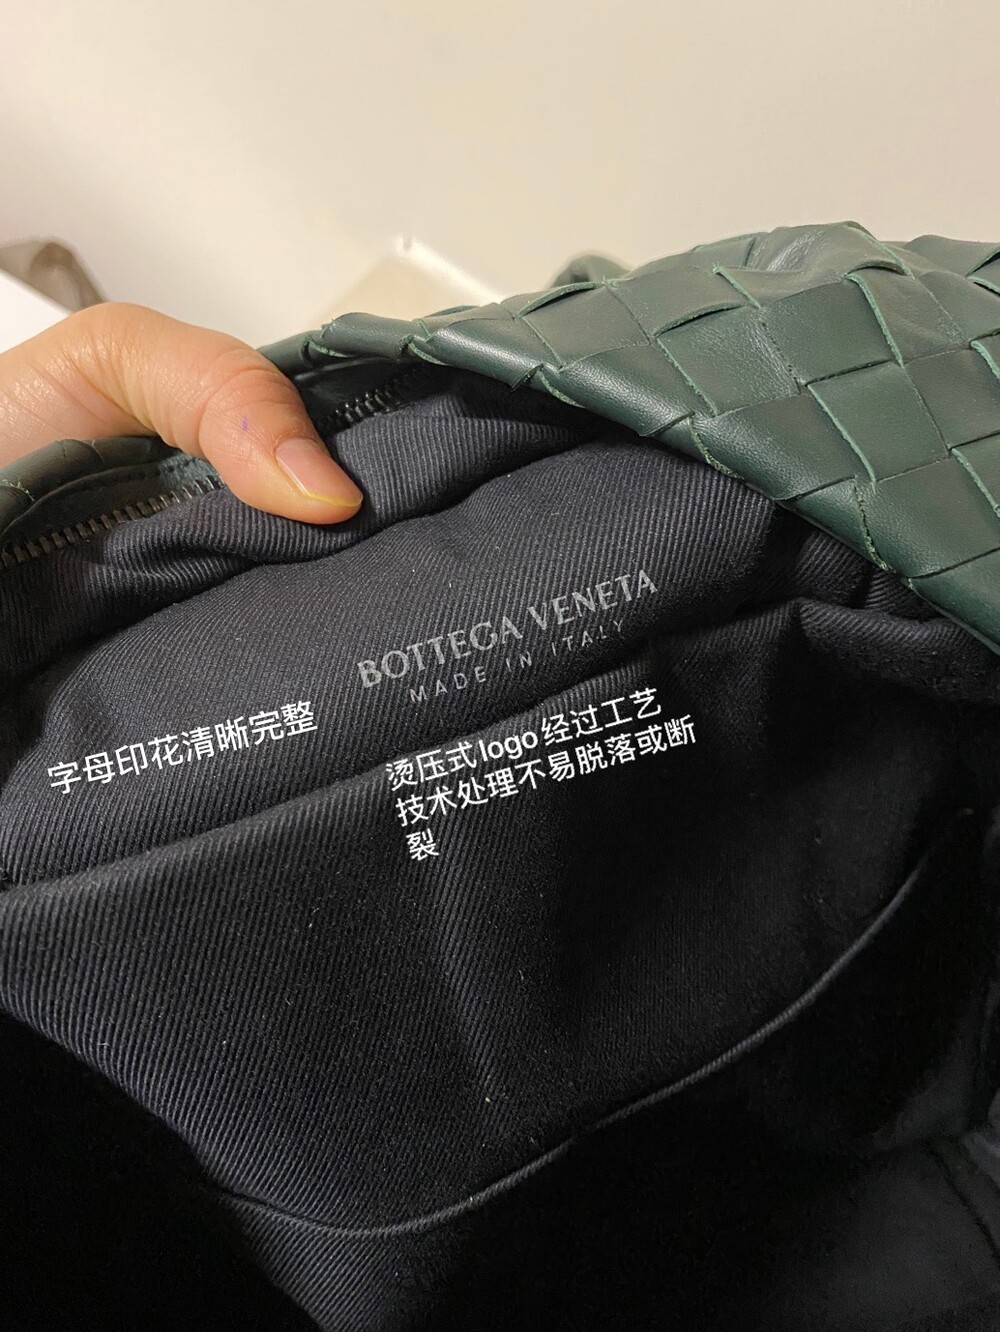 BOTTEGA VENETA
MADE IN ITALY
字母印花清晰完整
烫压式logo经过工艺
技术处理不易脱落或断
裂